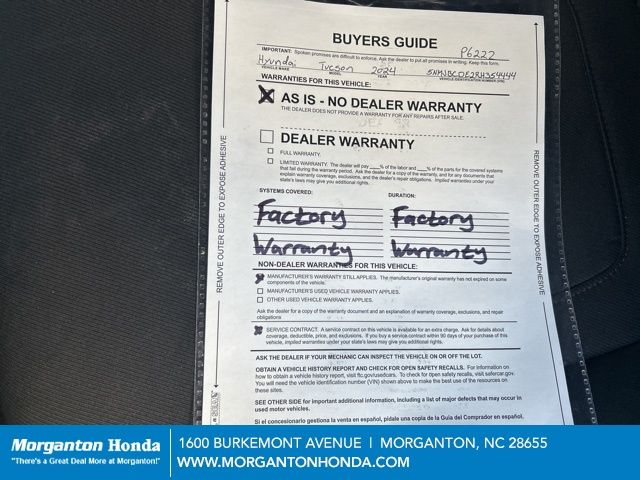 BUYERS GUIDE
P6222
IMPORTANT: Spoken promises are difficult to enforce. Ask the dealer to put all promises in writing. Keep this form.
Hyundai Tucson 2024
VEHICLE MAKE MODEL YEAR VEHICLE IDENTIFICATION NUMBER (VIN)
WARRANTIES FOR THIS VEHICLE:
X AS IS - NO DEALER WARRANTY
THE DEALER DOES NOT PROVIDE A WARRANTY FOR ANY REPAIRS AFTER SALE.
DEALER WARRANTY
FULL WARRANTY.
LIMITED WARRANTY. The dealer will pay ___% of the labor and ___% of the parts for the covered systems
that fail during the warranty period. Ask the dealer for a copy of the warranty, and for any documents that
explain warranty coverage, exclusions, and the dealer's repair obligations. Implied warranties under your
state's laws may give you additional rights.
SYSTEMS COVERED: DURATION:
Factory Factory
Warranty Warranty
NON-DEALER WARRANTIES FOR THIS VEHICLE:
MANUFACTURER'S WARRANTY STILL APPLIES. The manufacturer's original warranty has not expired on some
components of the vehicle.
MANUFACTURER'S USED VEHICLE WARRANTY APPLIES.
OTHER USED VEHICLE WARRANTY APPLIES.
Ask the dealer for a copy of the warranty document and an explanation of warranty coverage, exclusions, and repair
obligations
SERVICE CONTRACT. A service contract on this vehicle is available for an extra charge. Ask for details about
coverage, deductible, price, and exclusions. If you buy a service contract within 90 days of your purchase of this
vehicle, implied warranties under your state's laws may give you additional rights.
ASK THE DEALER IF YOUR MECHANIC CAN INSPECT THE VEHICLE ON OR OFF THE LOT.
OBTAIN A VEHICLE HISTORY REPORT AND CHECK FOR OPEN SAFETY RECALLS. For information on
how to obtain a vehicle history report, visit ftc.gov/usedcars. To check for open safety recalls, visit safercar.gov.
You will need the vehicle identification number (VIN) shown above to make the best use of the resources on
these sites.
SEE OTHER SIDE for important additional information, including a list of major defects that may occur in
used motor vehicles.
Si el concesionario gestiona la venta en español, pídale una copia de la Guía del Comprador en español.
REMOVE OUTER EDGE TO EXPOSE ADHESIVE
REMOVE OUTER EDGE TO EXPOSE ADHESIVE
Morganton Honda
"There's a Great Deal More at Morganton!"
1600 BURKEMONT AVENUE | MORGANTON, NC 28655
WWW.MORGANTONHONDA.COM